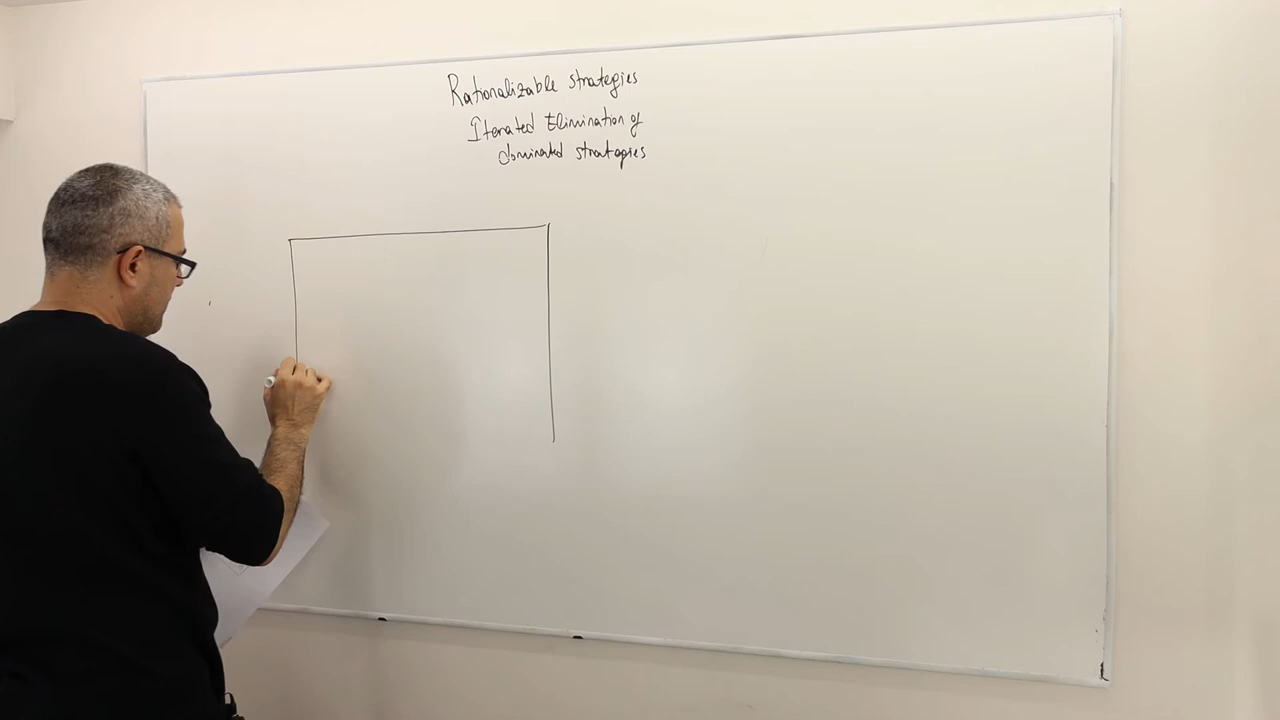 Rationalizable strategies
Iterated Elimination of
dominated strategies